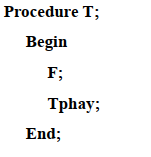 Procedure T;
Begin
F;
Tphay;
End;